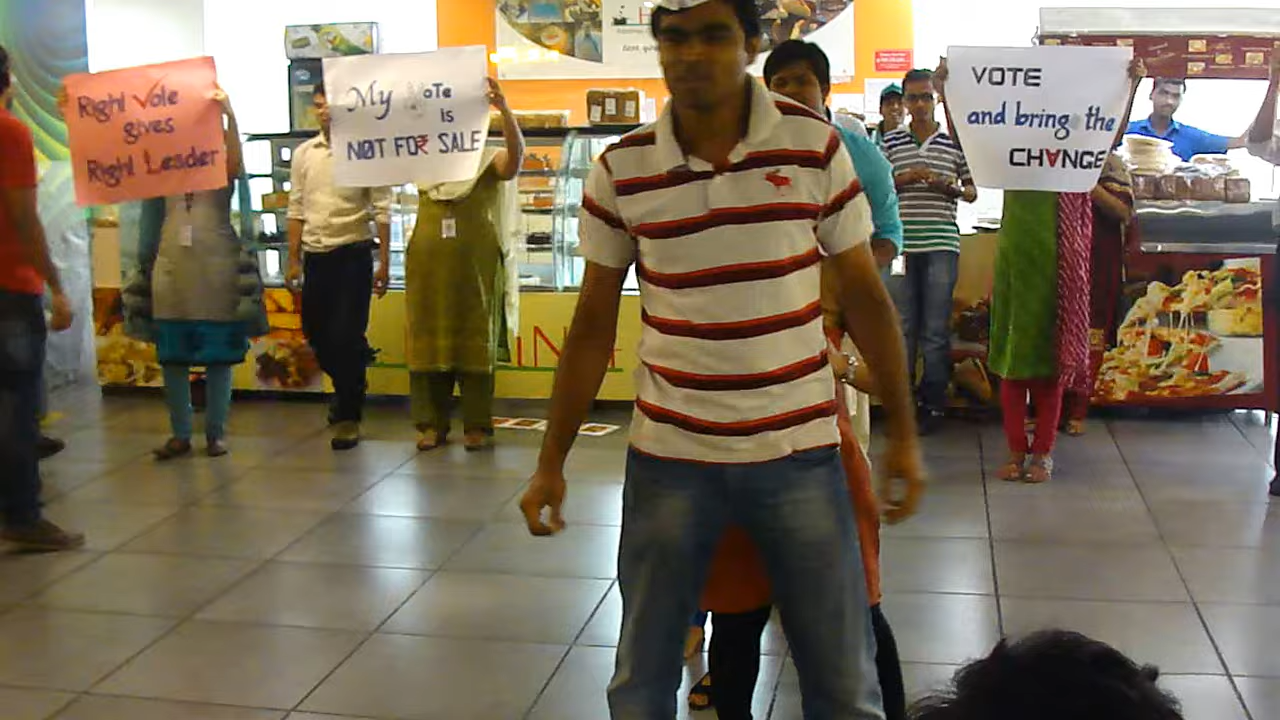 Right Vote
gives
Right Leader
My Vote
is
NOT FOR SALE
VOTE
and bring the
CHANGE